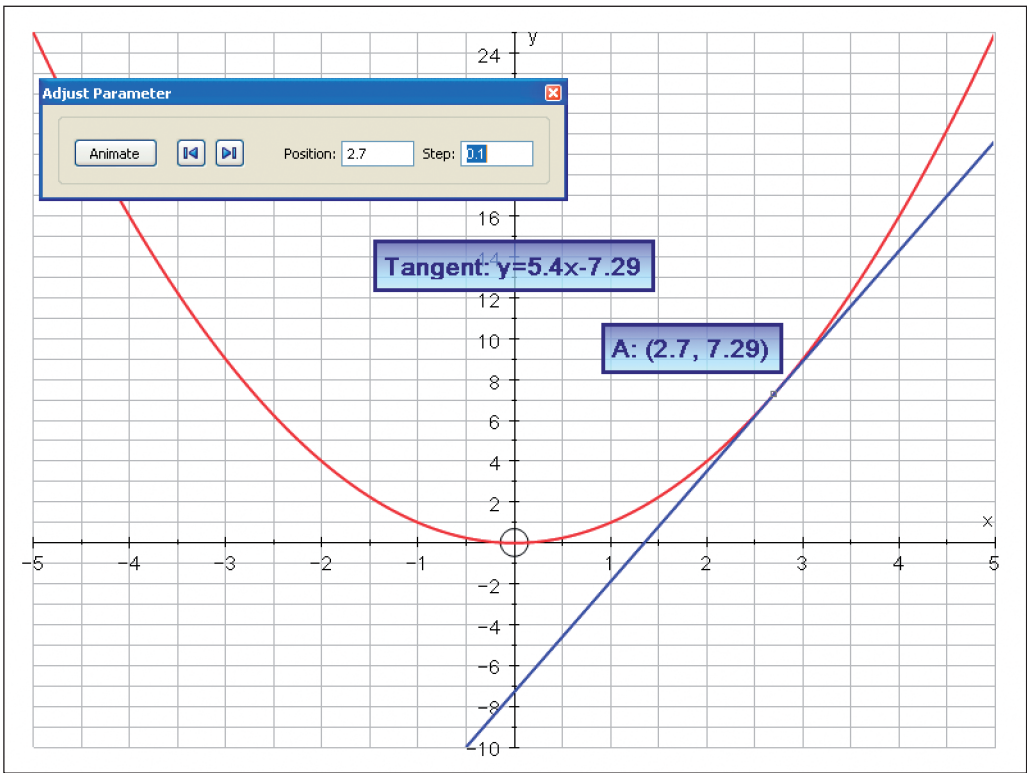 y
24
Adjust Parameter
Animate Position: 2.7 Step: 0.1
16
Tangent: y=5.4x-7.29
14
12
A: (2.7, 7.29)
10
8
6
4
2
x
-5 -4 -3 -2 -1 1 2 3 4 5
-2
-4
-6
-8
-10